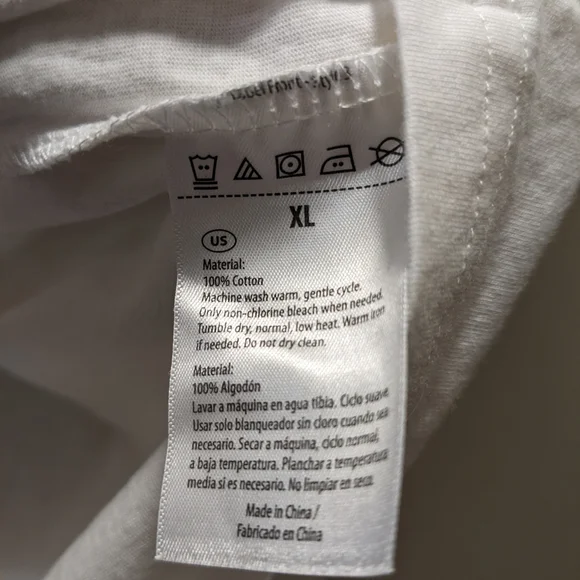 XL
US
Material:
100% Cotton
Machine wash warm, gentle cycle.
Only non-chlorine bleach when needed.
Tumble dry, normal, low heat. Warm iron
if needed. Do not dry clean.
Material:
100% Algodón
Lavar a máquina en agua tibia. Ciclo suave
Usar solo blanqueador sin cloro cuando sea
necesario. Secar a máquina, ciclo normal,
a baja temperatura. Planchar a temperatura
media si es necesario. No limpiar en seco.
Made in China /
Fabricado en China